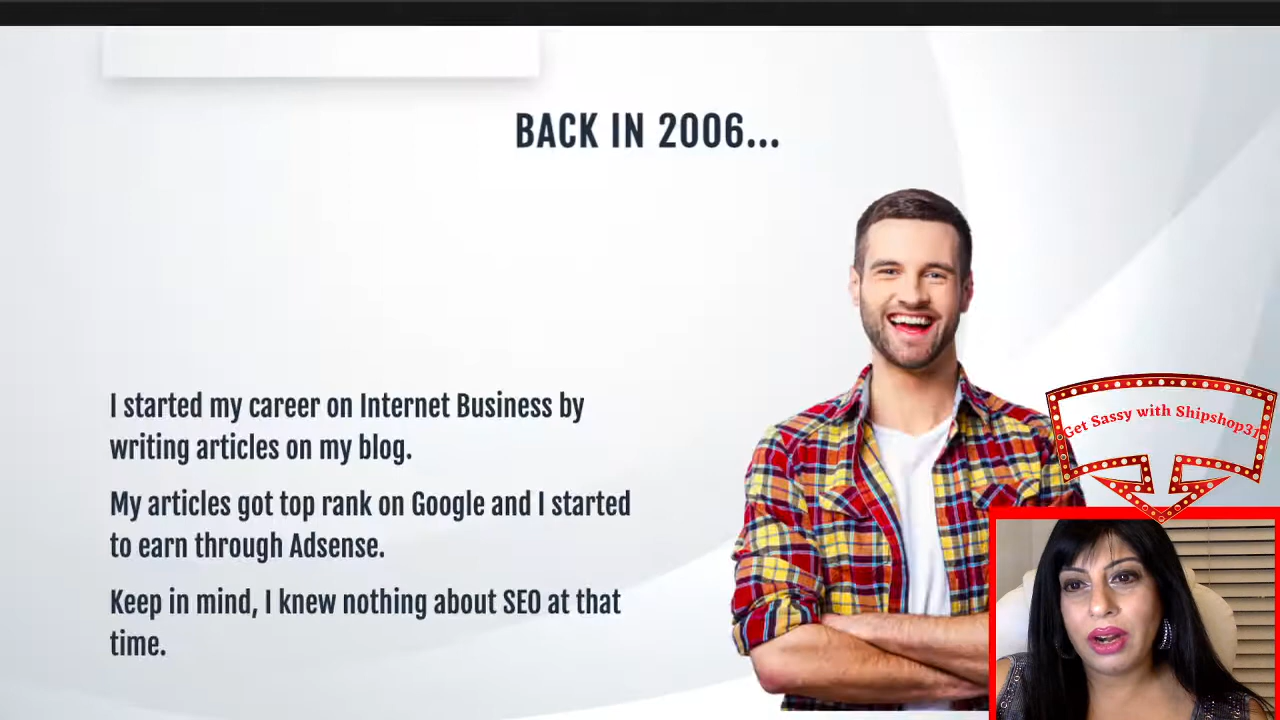 BACK IN 2006...
I started my career on Internet Business by
writing articles on my blog.
My articles got top rank on Google and I started
to earn through Adsense.
Keep in mind, I knew nothing about SEO at that
time.
Get Sassy with Shipshop31